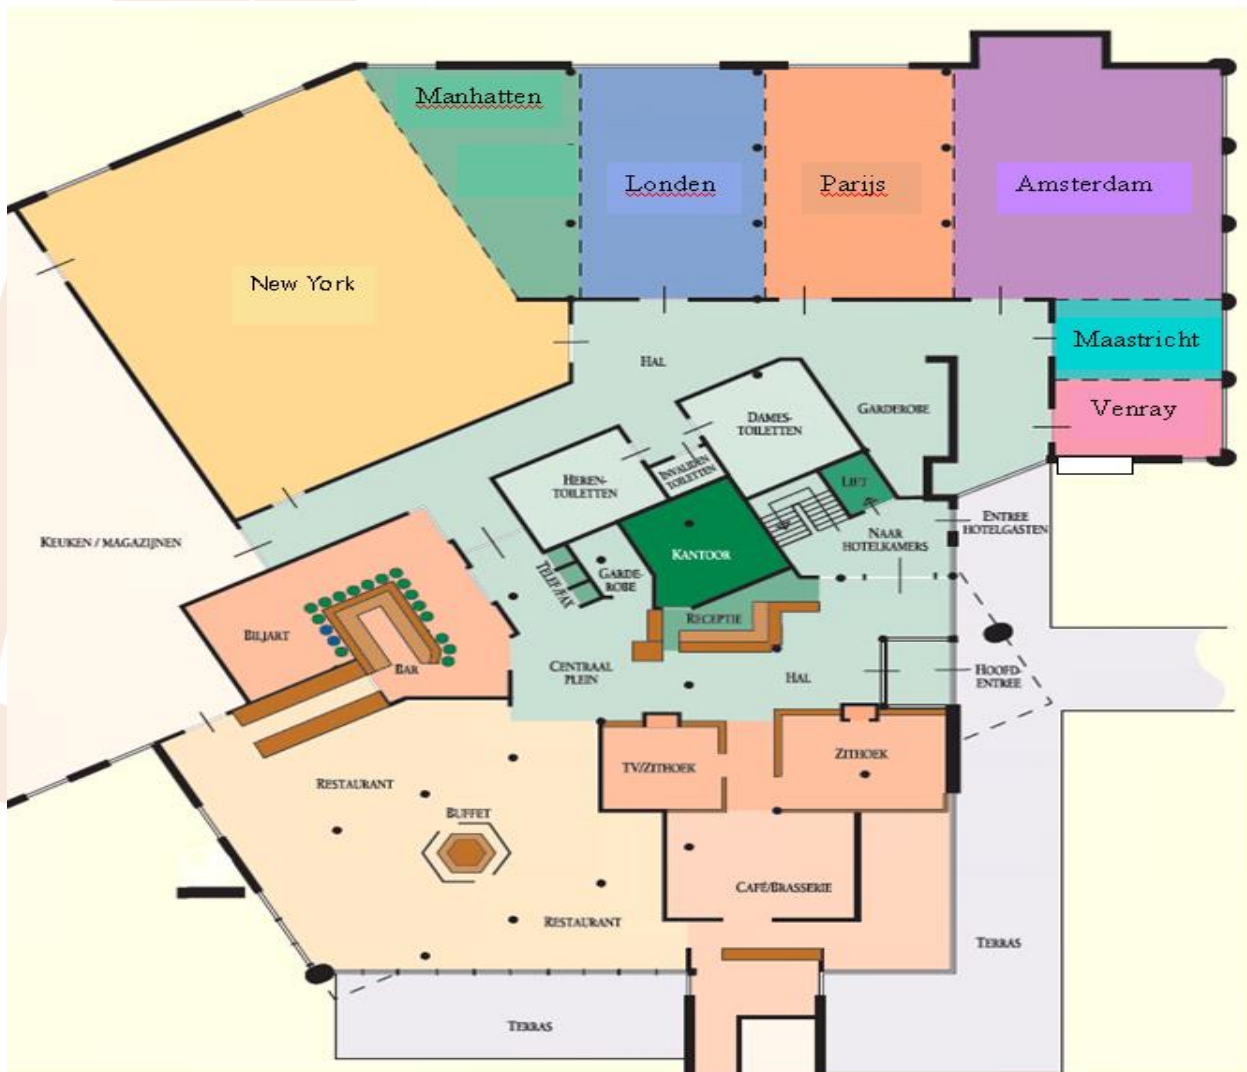 Manhatten
Londen
Parijs
Amsterdam
New York
Maastricht
Venray
HAL
DAMES-
TOILETTEN
GARDEROBE
HEREN-
TOILETTEN
INVALIDEN
TOILETTEN
LIFT
KEUKEN / MAGAZIJNEN
KANTOOR
NAAR
HOTELKAMERS
ENTREE
HOTELGASTEN
TELEF/FAX
GARDE-
ROBE
RECEPTIE
BILJART
BAR
CENTRAAL
PLEIN
HAL
HOOFD-
ENTREE
TV/ZITHOEK
ZITHOEK
RESTAURANT
BUFFET
CAFÉ/BRASSERIE
RESTAURANT
TERRAS
TERRAS